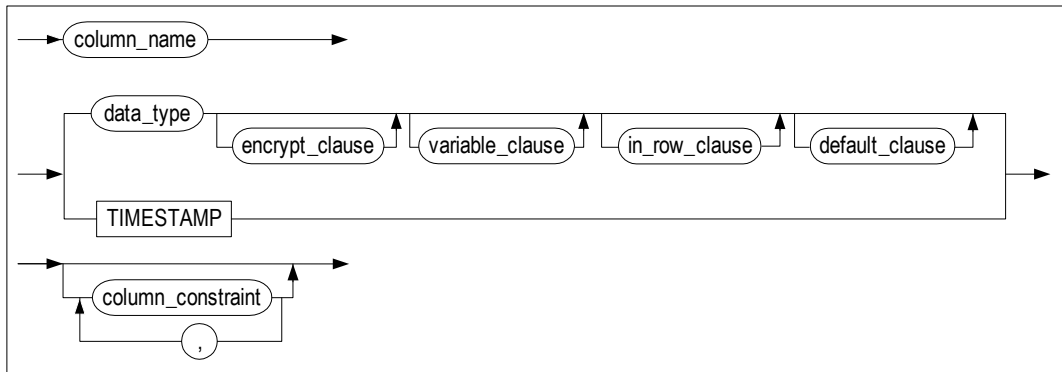 column_name
data_type
encrypt_clause variable_clause in_row_clause default_clause
TIMESTAMP
column_constraint
,